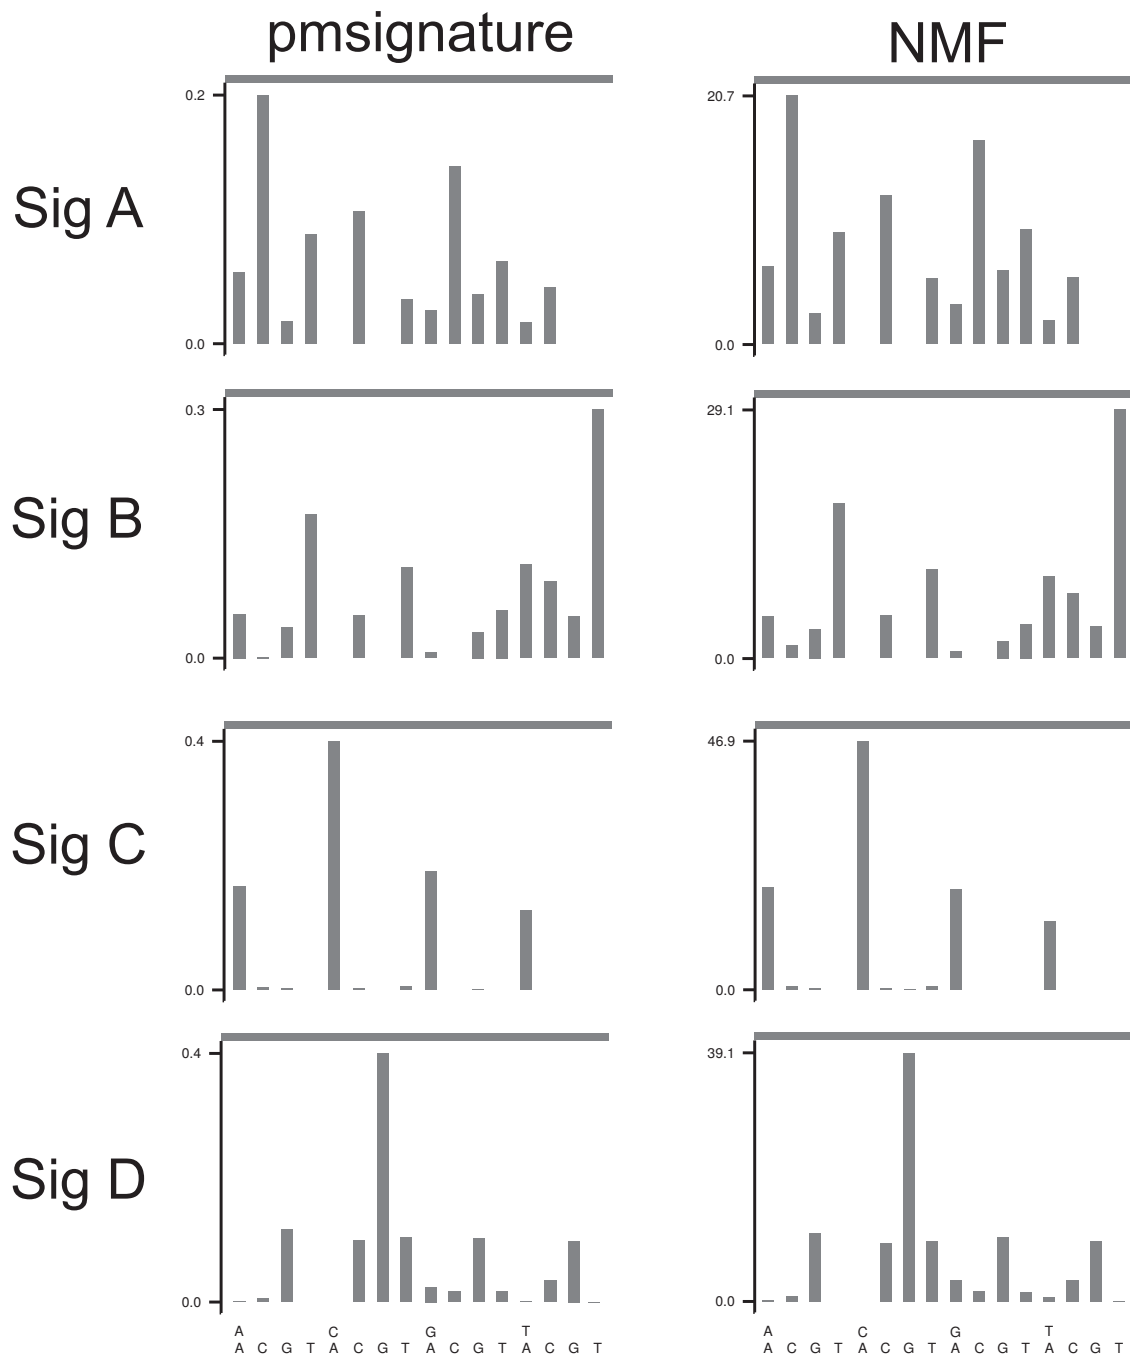 pmsignature NMF
0.2 20.7
Sig A
0.0 0.0
0.3 29.1
Sig B
0.0 0.0
0.4 46.9
Sig C
0.0 0.0
0.4 39.1
Sig D
0.0 0.0
A C G T A C G T
A C G T A C G T A C G T A C G T A C G T A C G T A C G T A C G T